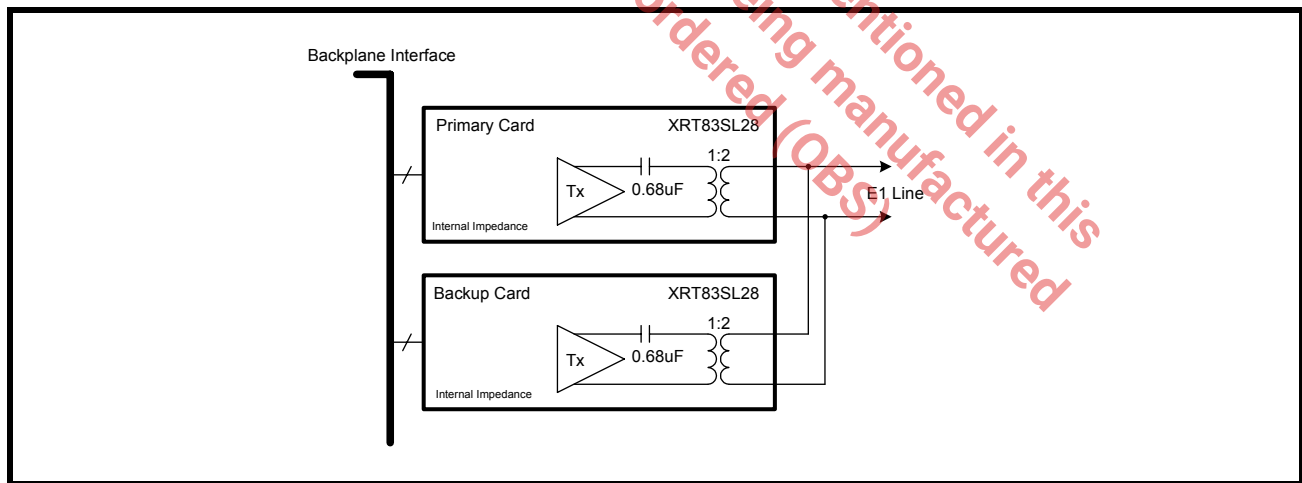 Backplane Interface
Primary Card XRT83SL28
1:2
Tx
0.68uF
E1 Line
Internal Impedance
Backup Card XRT83SL28
1:2
Tx
0.68uF
Internal Impedance
mentioned in this
being manufactured
ordered (OBS)